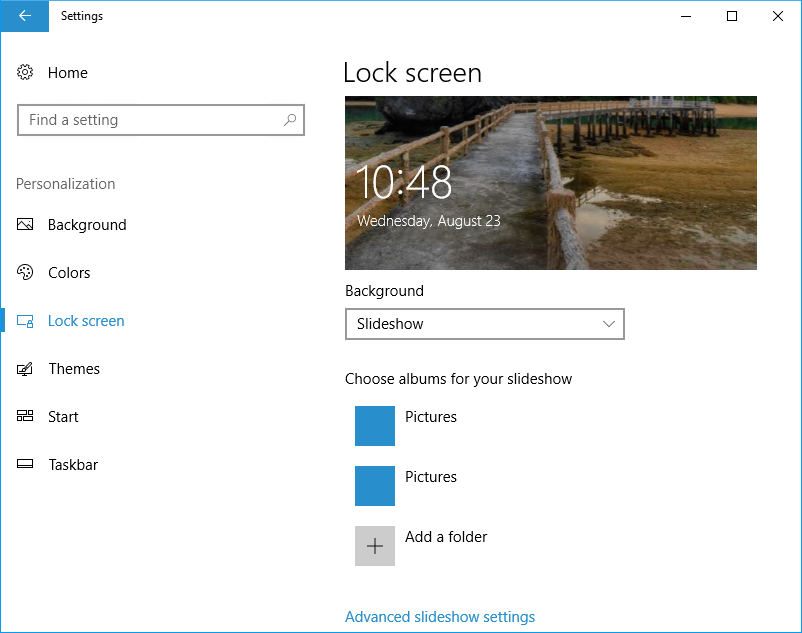 Settings
Home
Find a setting
Personalization
Background
Colors
Lock screen
Themes
Start
Taskbar
Lock screen
10:48
Wednesday, August 23
Background
Slideshow
Choose albums for your slideshow
Pictures
Pictures
Add a folder
Advanced slideshow settings